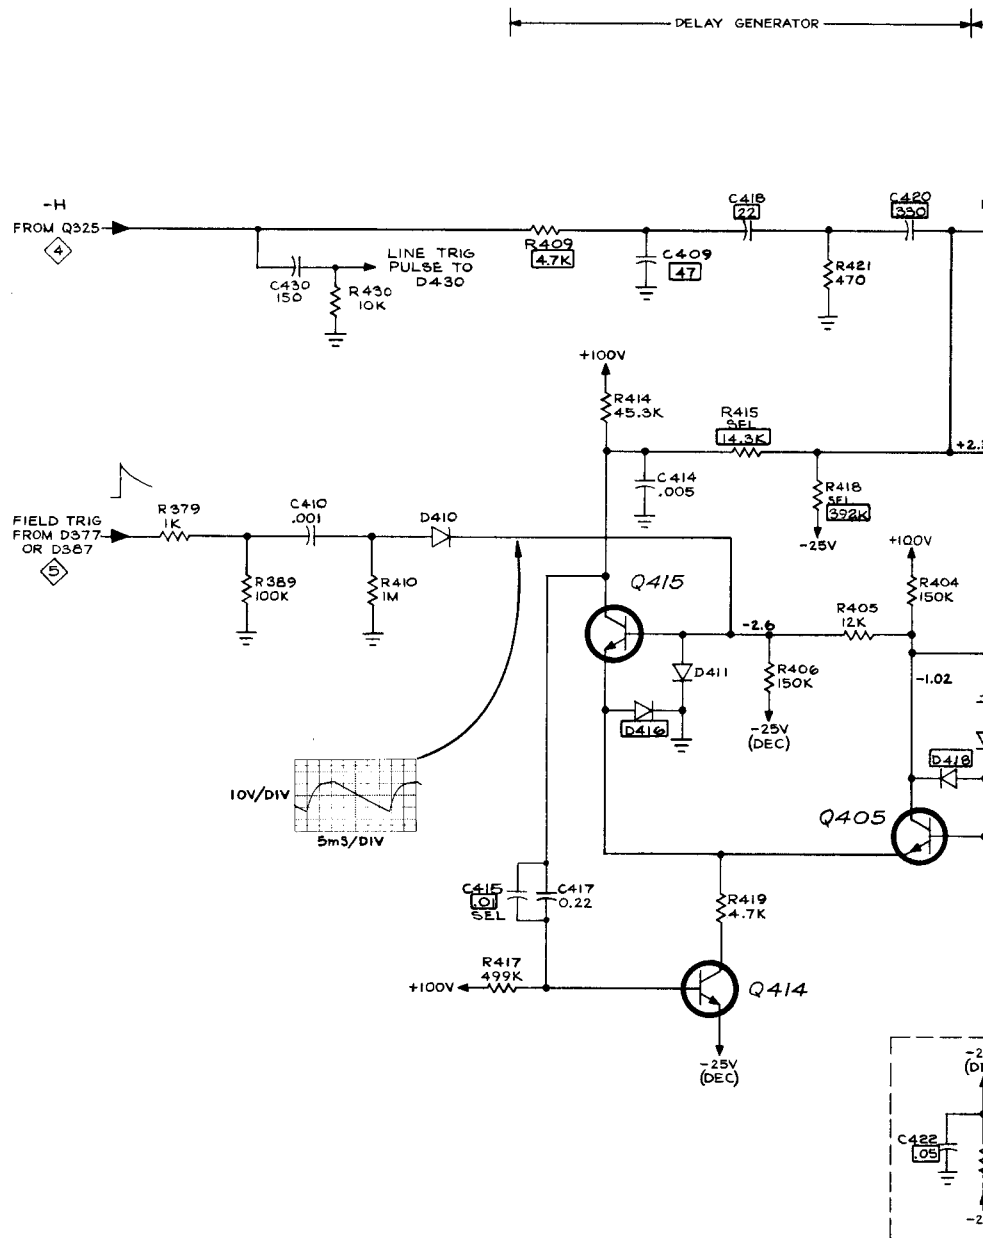 DELAY GENERATOR
-H
FROM Q325
4
C430
150
R430
10K
LINE TRIG
PULSE TO
D430
R409
4.7K
C409
47
C418
22
R421
470
C420
330
+100V
R414
45.3K
R415
SEL
14.3K
C414
.005
R418
SEL
392K
-25V
FIELD TRIG
FROM D377
OR D387
5
R379
1K
R389
100K
C410
.001
R410
1M
D410
Q415
+100V
R404
150K
R405
12K
-2.6
-1.02
D411
R406
150K
-25V
(DEC)
D416
D418
Q405
10V/DIV
5mS/DIV
C415
.01
SEL
C417
0.22
R419
4.7K
R417
499K
+100V
Q414
-25V
(DEC)
C422
.05